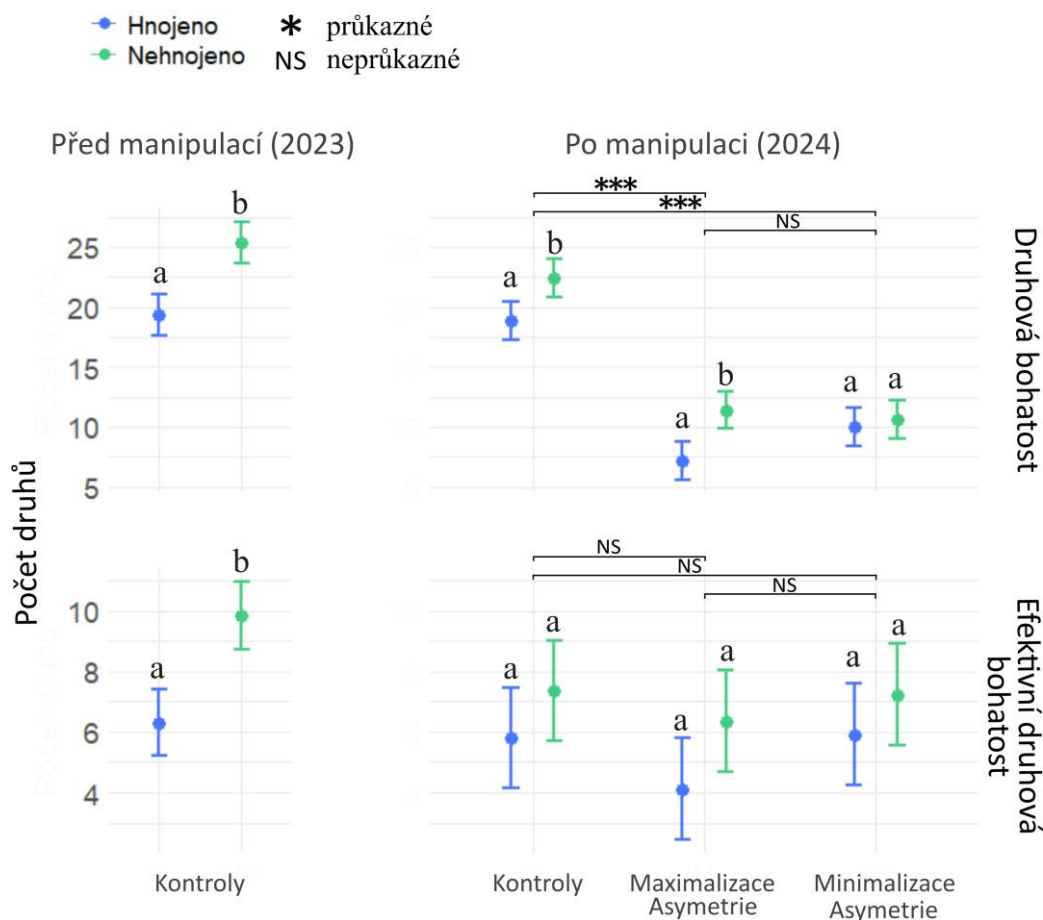 Hnojeno
* průkazné
Nehnojeno
NS neprůkazné
Před manipulací (2023)
Po manipulaci (2024)
Počet druhů
25
20
15
10
5
a
b
***
***
NS
a
b
a
b
a
a
Druhová bohatost
10
8
6
4
a
b
NS
NS
NS
a
a
a
a
a
a
Efektivní druhová
bohatost
Kontroly
Kontroly
Maximalizace
Asymetrie
Minimalizace
Asymetrie